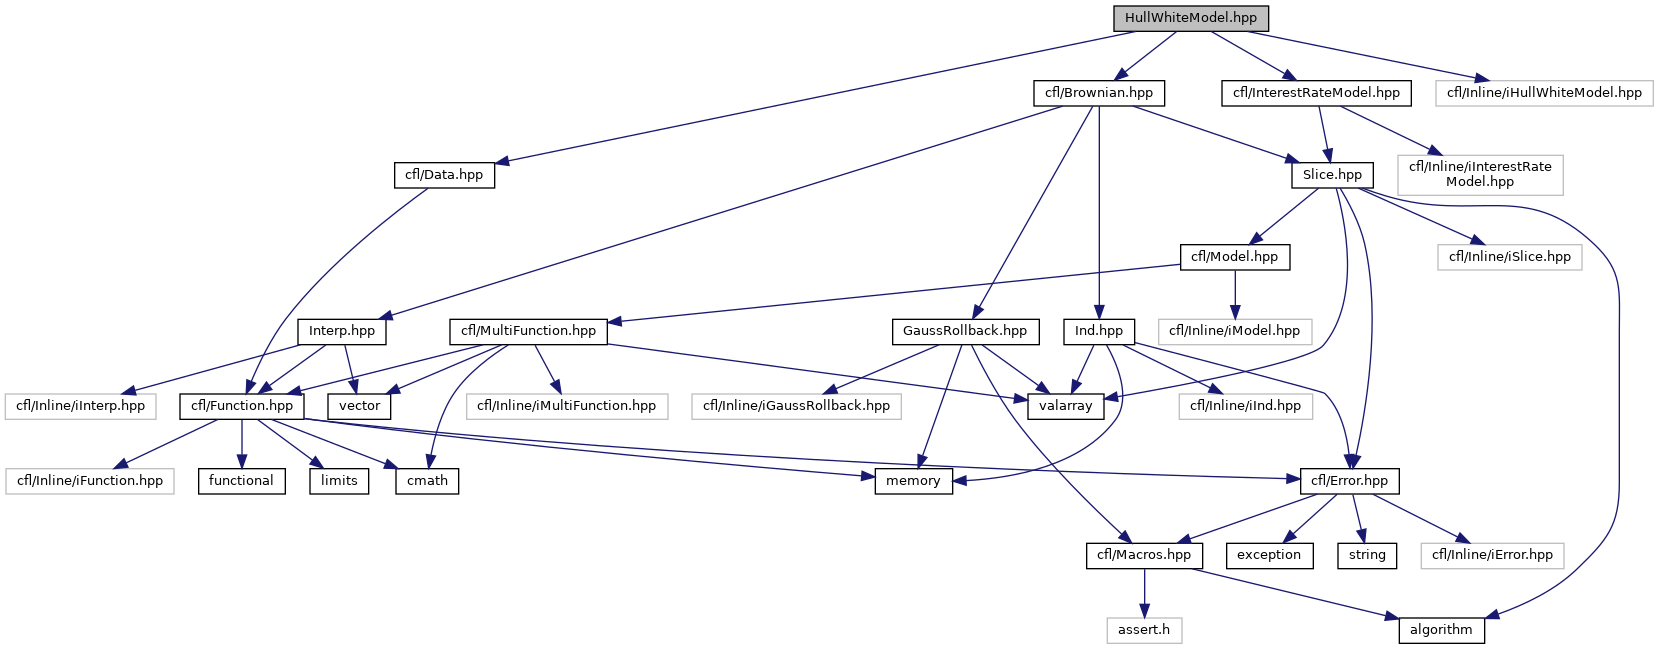 HullWhiteModel.hpp
cfl/Brownian.hpp
cfl/InterestRateModel.hpp
cfl/Inline/iHullWhiteModel.hpp
cfl/Data.hpp
Slice.hpp
cfl/Inline/iInterestRate
Model.hpp
cfl/Model.hpp
cfl/Inline/iSlice.hpp
Interp.hpp
cfl/MultiFunction.hpp
GaussRollback.hpp
Ind.hpp
cfl/Inline/iModel.hpp
cfl/Inline/iInterp.hpp
cfl/Function.hpp
vector
cfl/Inline/iMultiFunction.hpp
cfl/Inline/iGaussRollback.hpp
valarray
cfl/Inline/iInd.hpp
cfl/Inline/iFunction.hpp
functional
limits
cmath
memory
cfl/Error.hpp
cfl/Macros.hpp
exception
string
cfl/Inline/iError.hpp
assert.h
algorithm